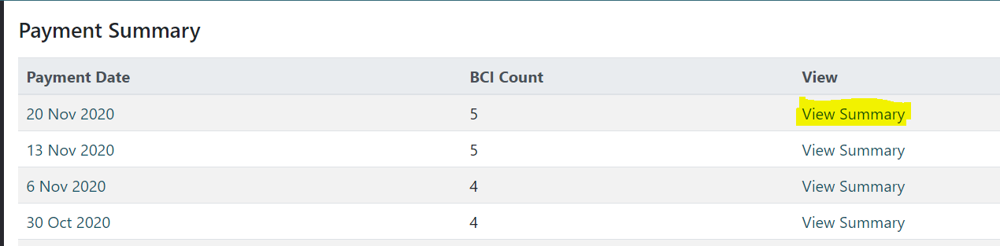 Payment Summary
Payment Date BCI Count View
20 Nov 2020 5 View Summary
13 Nov 2020 5 View Summary
6 Nov 2020 4 View Summary
30 Oct 2020 4 View Summary